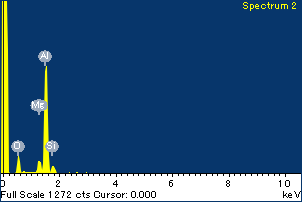 Spectrum 2
Al
Mg
O
Si
0 2 4 6 8 10
Full Scale 1272 cts Cursor: 0.000 keV